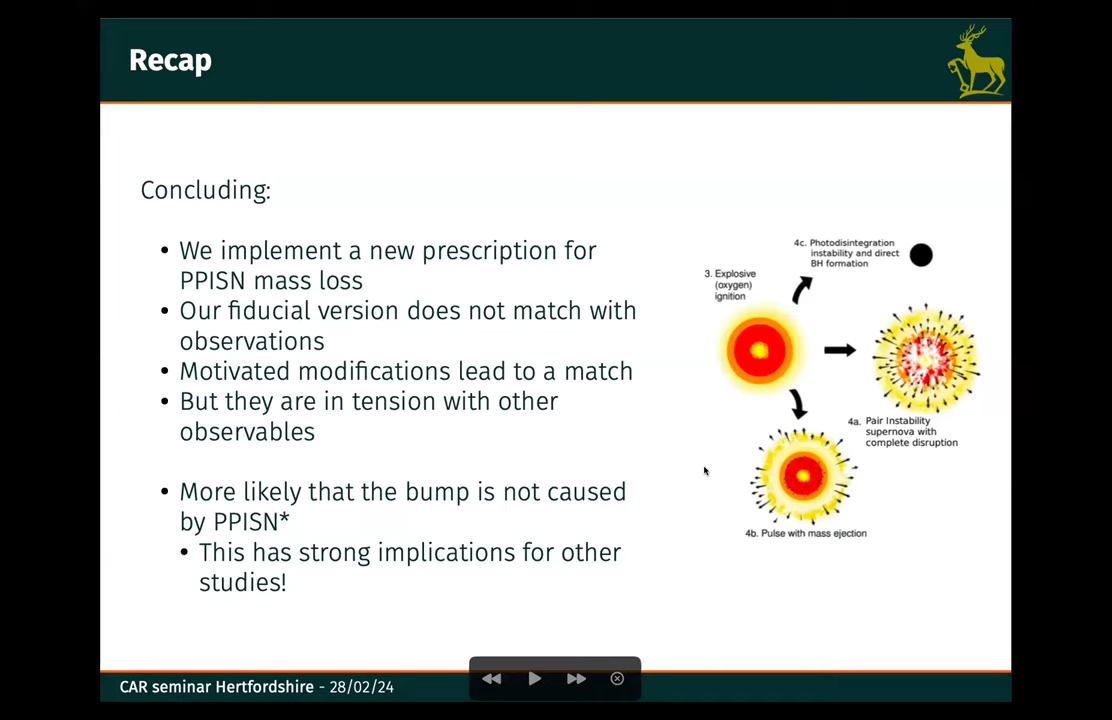 Recap
Concluding:
• We implement a new prescription for
PPISN mass loss
• Our fiducial version does not match with
observations
• Motivated modifications lead to a match
• But they are in tension with other
observables
• More likely that the bump is not caused
by PPISN*
• This has strong implications for other
studies!
4c. Photodisintegration
instability and direct
BH formation
3. Explosive
(oxygen)
ignition
4a. Pair Instability
supernova with
complete disruption
4b. Pulse with mass ejection
CAR seminar Hertfordshire - 28/02/24